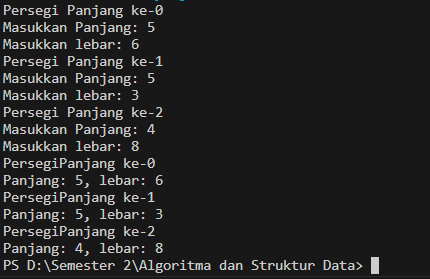 Persegi Panjang ke-0
Masukkan Panjang: 5
Masukkan lebar: 6
Persegi Panjang ke-1
Masukkan Panjang: 5
Masukkan lebar: 3
Persegi Panjang ke-2
Masukkan Panjang: 4
Masukkan lebar: 8
PersegiPanjang ke-0
Panjang: 5, lebar: 6
PersegiPanjang ke-1
Panjang: 5, lebar: 3
PersegiPanjang ke-2
Panjang: 4, lebar: 8
PS D:\Semester 2\Algoritma dan Struktur Data>